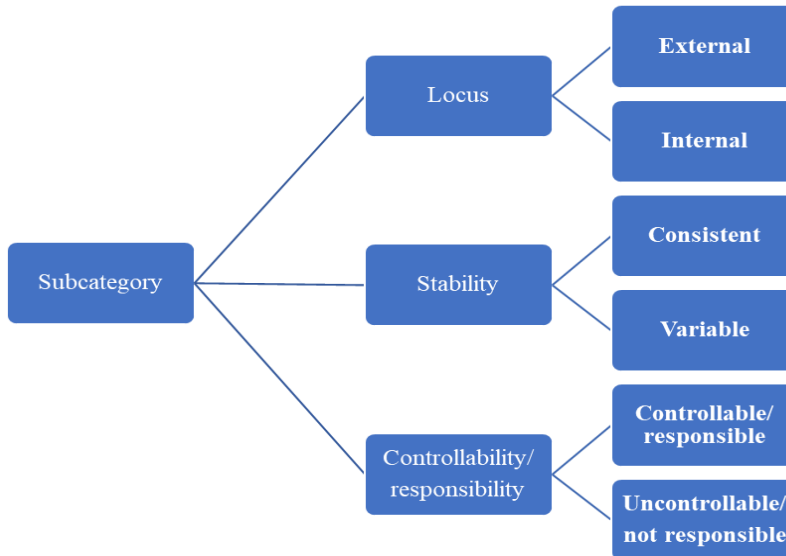 External
Locus
Internal
Consistent
Subcategory
Stability
Variable
Controllable/
responsible
Controllability/
responsibility
Uncontrollable/
not responsible